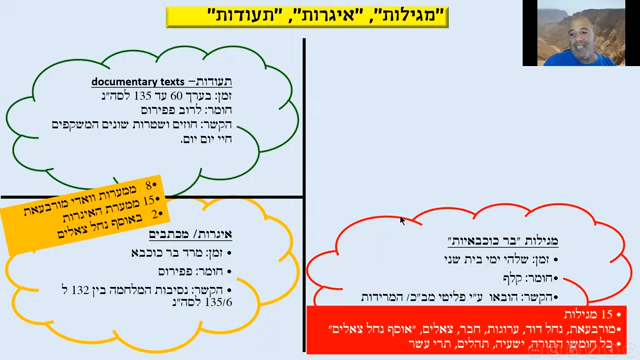 "מגילות", "איגרות", "תעודות"
תעודות– documentary texts
זמן: בערך 60 עד 135 לסה"נ
חומר: לרוב פפירוס
הקשר: חוזים ושטרות שונים המשקפים
חיי יום יום.
8 ממערות וואדי מורבעאת
15 ממערת האיגרות
2 באוסף נחל צאלים
איגרות/ מכתבים
זמן: מרד בר כוכבא
חומר: פפירוס
הקשר: נסיבות המלחמה בין 132 ל
135/6 לסה"נ
מגילות "בר כוכבאיות"
זמן: שלהי ימי בית שני
חומר: קלף
הקשר: הובאו ע"י פליטי מב"כ/ המרידות
15 מגילות
מורבעאת, נחל דוד, ערוגות, חבר, צאלים, "אוסף נחל צאלים"
כל חומשי התורה, ישעיה, תהלים, תרי עשר